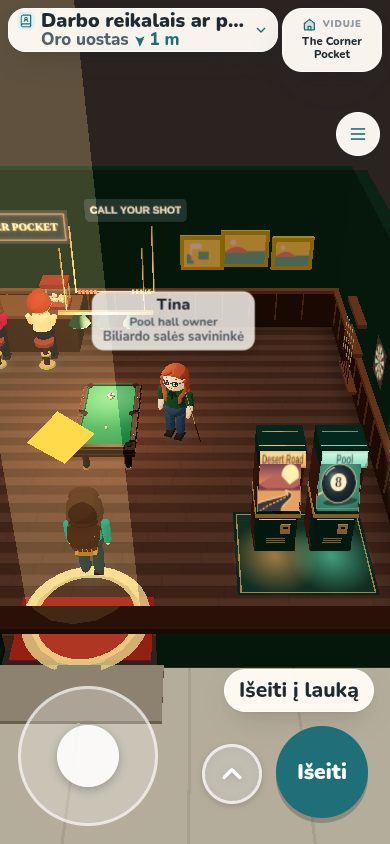 Darbo reikalais ar p...
Oro uostas 1 m
VIDUJE
The Corner
Pocket
CALL YOUR SHOT
R POCKET
Tina
Pool hall owner
Biliardo salės savininkė
Desert Road
Pool
8
Išeiti į lauką
Išeiti